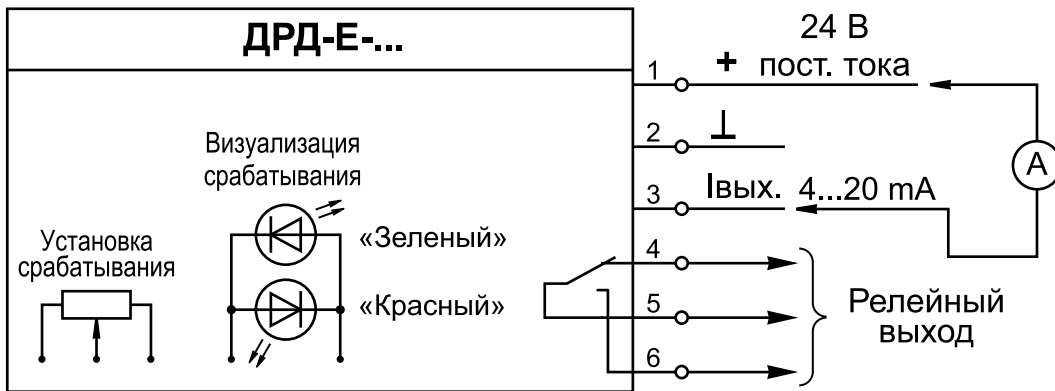 ДРД-Е-...
24 В
1 + пост. тока
2 ⊥
A
3 Iвых. 4...20 mA
Визуализация
срабатывания
«Зеленый»
«Красный»
Установка
срабатывания
4
5
6
Релейный
выход